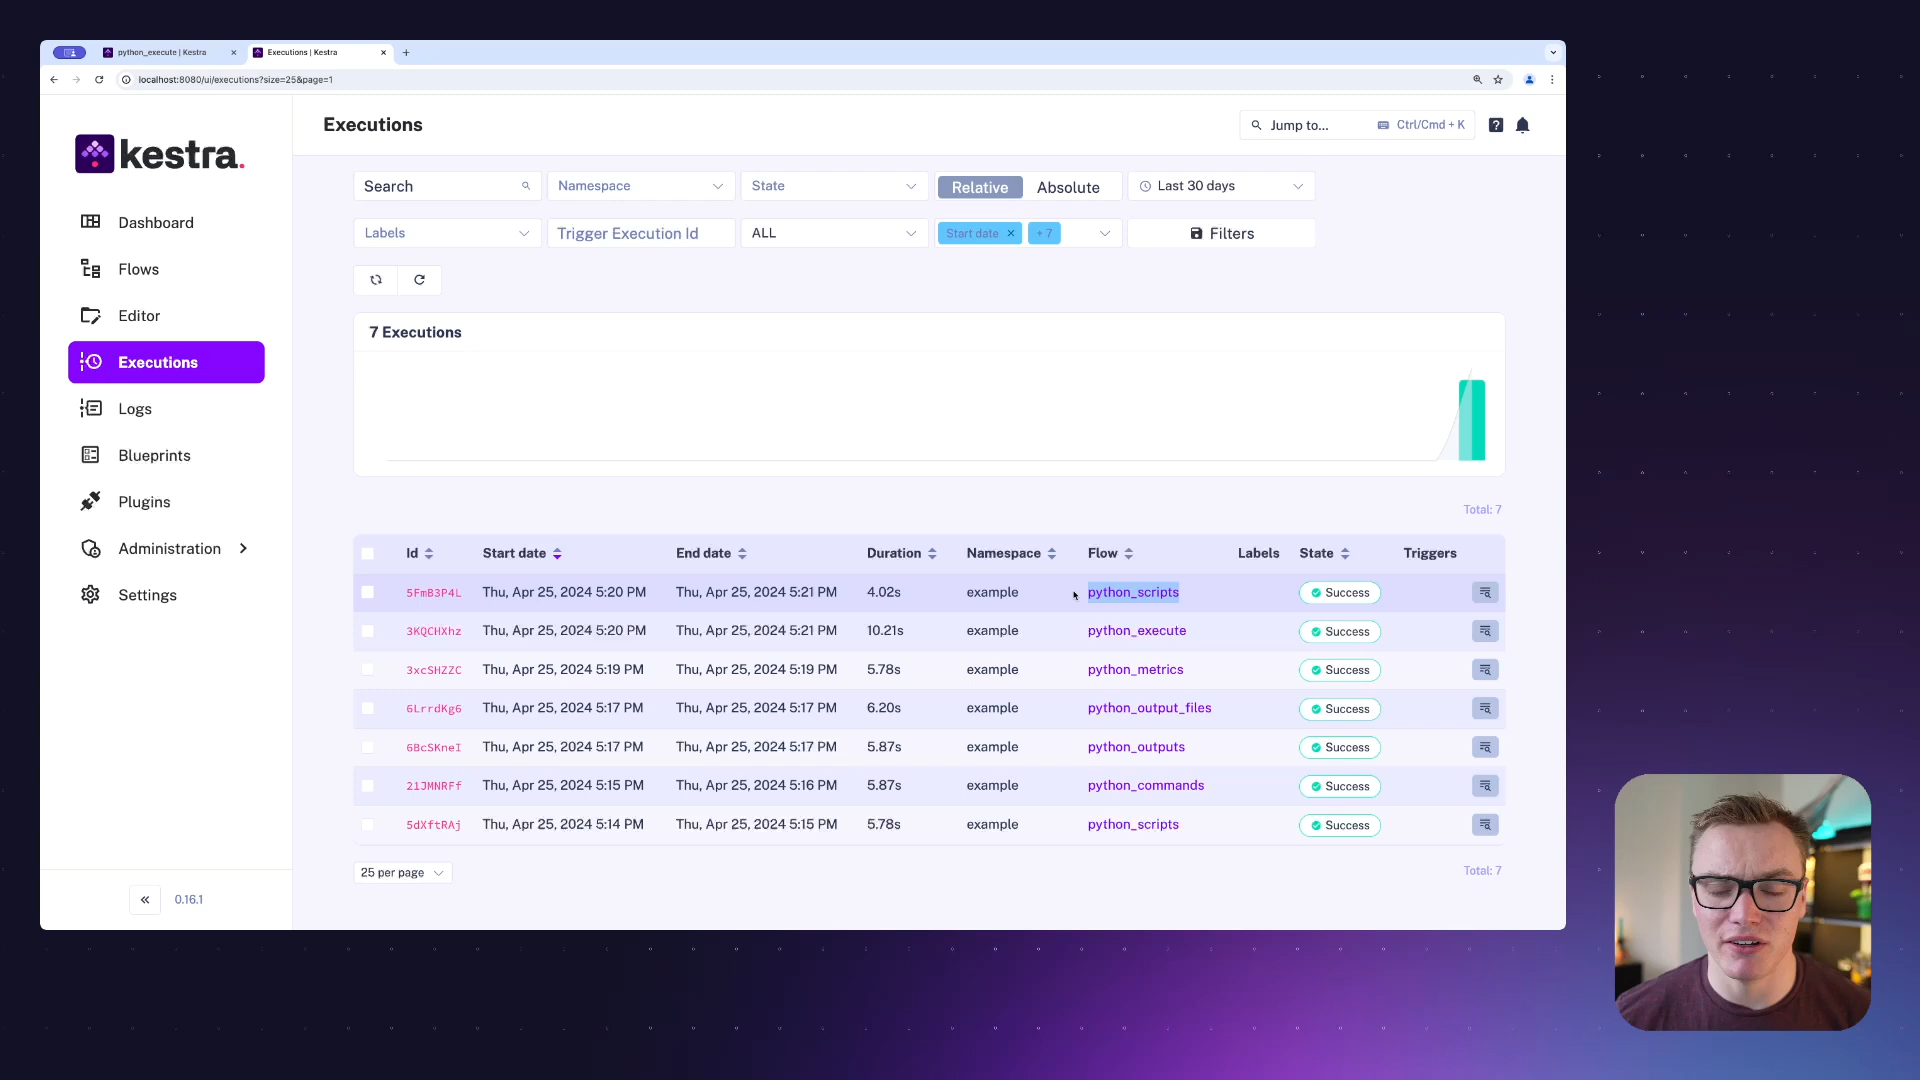 python_execute | Kestra
Executions | Kestra
localhost:8080/ui/executions?size=25&page=1
kestra.
Executions
Jump to...
Ctrl/Cmd + K
Search
Namespace
State
Relative
Absolute
Last 30 days
Labels
Trigger Execution Id
ALL
Start date
+ 7
Filters
Dashboard
Flows
Editor
Executions
Logs
Blueprints
Plugins
Administration
Settings
0.16.1
7 Executions
Total: 7
Id Start date End date Duration Namespace Flow Labels State Triggers
5FmB3P4L Thu, Apr 25, 2024 5:20 PM Thu, Apr 25, 2024 5:21 PM 4.02s example python_scripts Success
3KQCHXhz Thu, Apr 25, 2024 5:20 PM Thu, Apr 25, 2024 5:21 PM 10.21s example python_execute Success
3xcSHZZC Thu, Apr 25, 2024 5:19 PM Thu, Apr 25, 2024 5:19 PM 5.78s example python_metrics Success
6LrrdKg6 Thu, Apr 25, 2024 5:17 PM Thu, Apr 25, 2024 5:17 PM 6.20s example python_output_files Success
6BcSKneI Thu, Apr 25, 2024 5:17 PM Thu, Apr 25, 2024 5:17 PM 5.87s example python_outputs Success
21JMNRFf Thu, Apr 25, 2024 5:15 PM Thu, Apr 25, 2024 5:16 PM 5.87s example python_commands Success
5dXftRAj Thu, Apr 25, 2024 5:14 PM Thu, Apr 25, 2024 5:15 PM 5.78s example python_scripts Success
25 per page
Total: 7